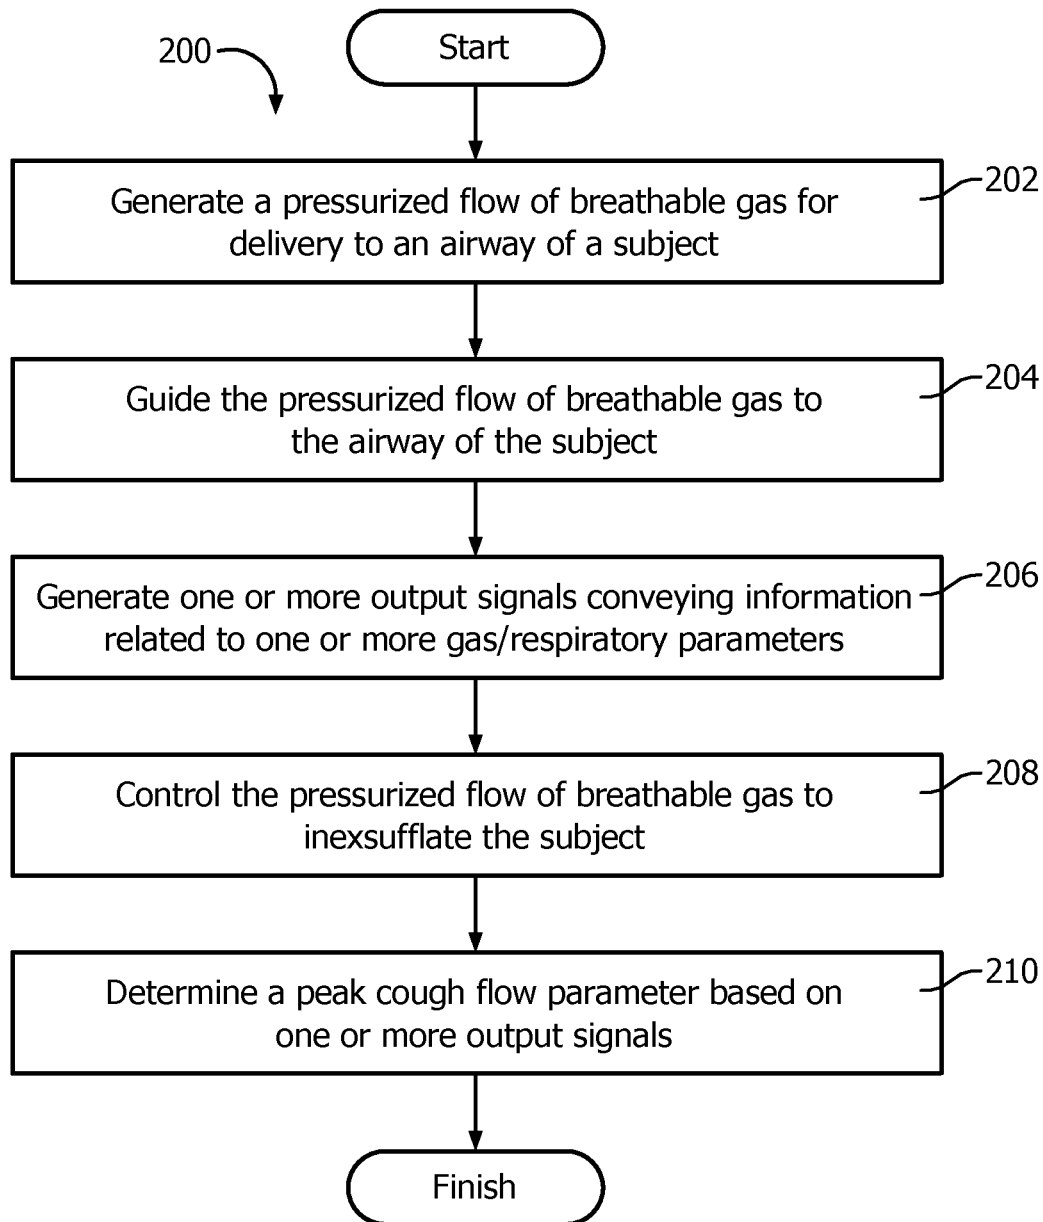 Start
200
Generate a pressurized flow of breathable gas for
delivery to an airway of a subject
202
Guide the pressurized flow of breathable gas to
the airway of the subject
204
Generate one or more output signals conveying information
related to one or more gas/respiratory parameters
206
Control the pressurized flow of breathable gas to
inexsufflate the subject
208
Determine a peak cough flow parameter based on
one or more output signals
210
Finish